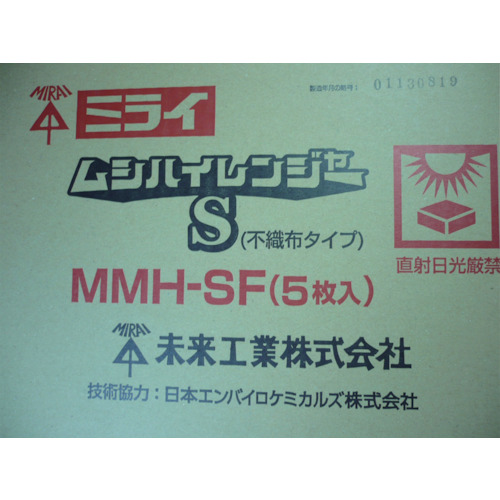 製造年月の略号: 01130819
MIRAI ミライ
ムシハイレンジャー
S (不織布タイプ)
直射日光厳禁
MMH-SF(5枚入)
MIRAI 未来工業株式会社
技術協力:日本エンバイロケミカルズ株式会社